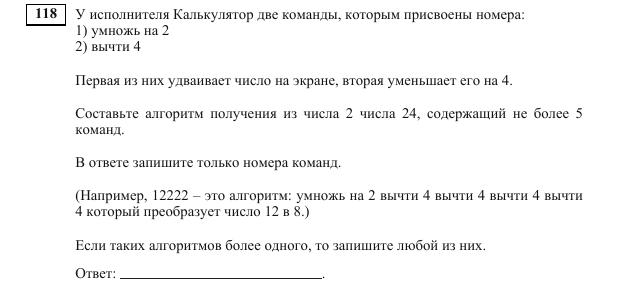 118
У исполнителя Калькулятор две команды, которым присвоены номера:
1) умножь на 2
2) вычти 4
Первая из них удваивает число на экране, вторая уменьшает его на 4.
Составьте алгоритм получения из числа 2 числа 24, содержащий не более 5
команд.
В ответе запишите только номера команд.
(Например, 12222 – это алгоритм: умножь на 2 вычти 4 вычти 4 вычти 4 вычти
4 который преобразует число 12 в 8.)
Если таких алгоритмов более одного, то запишите любой из них.
Ответ: ____________________________.